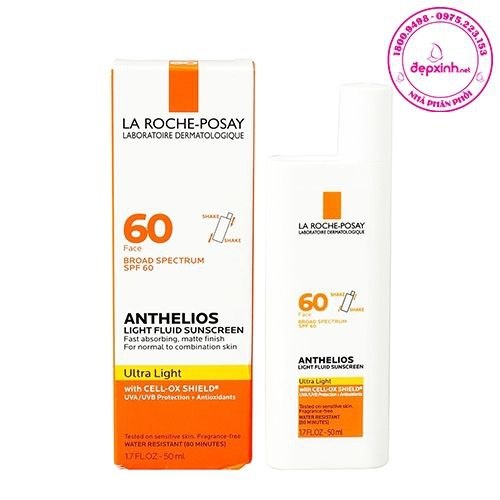 1800.9498 - 0975.223.153
đẹpxinh.net
NHÀ PHÂN PHỐI
LA ROCHE-POSAY
LABORATOIRE DERMATOLOGIQUE
60
Face
SHAKE
SHAKE
BROAD SPECTRUM
SPF 60
ANTHELIOS
LIGHT FLUID SUNSCREEN
Fast absorbing, matte finish
For normal to combination skin
Ultra Light
with CELL-OX SHIELD®
UVA/UVB Protection + Antioxidants
Tested on sensitive skin. Fragrance-free
WATER RESISTANT (80 MINUTES)
1.7 FL.OZ - 50 ml
LA ROCHE-POSAY
LABORATOIRE DERMATOLOGIQUE
60
Face
SHAKE
SHAKE
BROAD SPECTRUM
SPF 60
ANTHELIOS
LIGHT FLUID SUNSCREEN
Ultra Light
with CELL-OX SHIELD®
UVA/UVB Protection + Antioxidants
Tested on sensitive skin.
Fragrance-free
WATER RESISTANT
(80 MINUTES)
1.7 FL.OZ - 50 ml